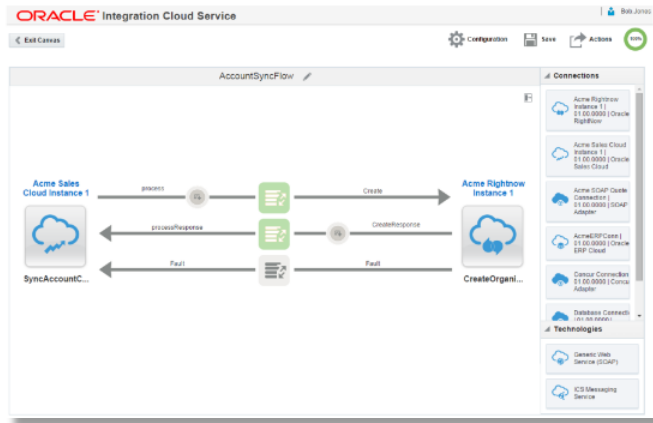 ORACLE Integration Cloud Service
Bob Jones
Exit Canvas
Configuration
Save
Actions
100%
AccountSyncFlow
Connections
Acme Sales
Cloud Instance 1
process
Create
Acme Rightnow
Instance 1
processResponse
CreateResponse
Fault
Fault
SyncAccountC...
CreateOrgani...
Acme Rightnow
Instance 1 |
01.00.0000 | Oracle
RightNow
Acme Sales Cloud
Instance 1 |
01.00.0000 | Oracle
Sales Cloud
Acme SOAP Quote
Connection |
01.00.0000 | SOAP
Adapter
AcmeERPConn |
01.00.0000 | Oracle
ERP Cloud
Concur Connection
01.00.0000 | Concur
Adapter
Database Connecti
Technologies
Generic Web
Service (SOAP)
ICS Messaging
Service